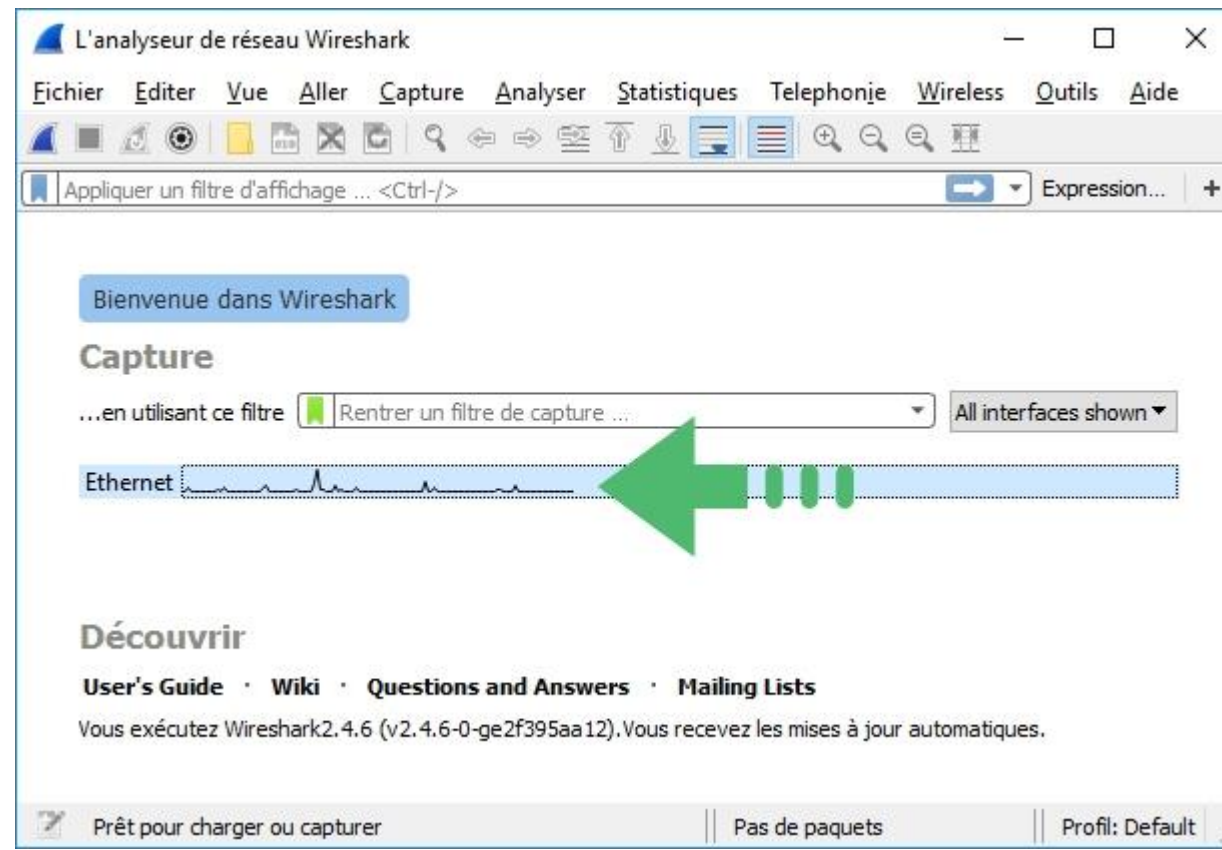 L'analyseur de réseau Wireshark
Fichier Editer Vue Aller Capture Analyser Statistiques Telephonie Wireless Outils Aide
Appliquer un filtre d'affichage ... <Ctrl-/> Expression... +
Bienvenue dans Wireshark
Capture
...en utilisant ce filtre Rentrer un filtre de capture ... All interfaces shown
Ethernet
Découvrir
User's Guide · Wiki · Questions and Answers · Mailing Lists
Vous exécutez Wireshark2.4.6 (v2.4.6-0-ge2f395aa12).Vous recevez les mises à jour automatiques.
Prêt pour charger ou capturer Pas de paquets Profil: Default